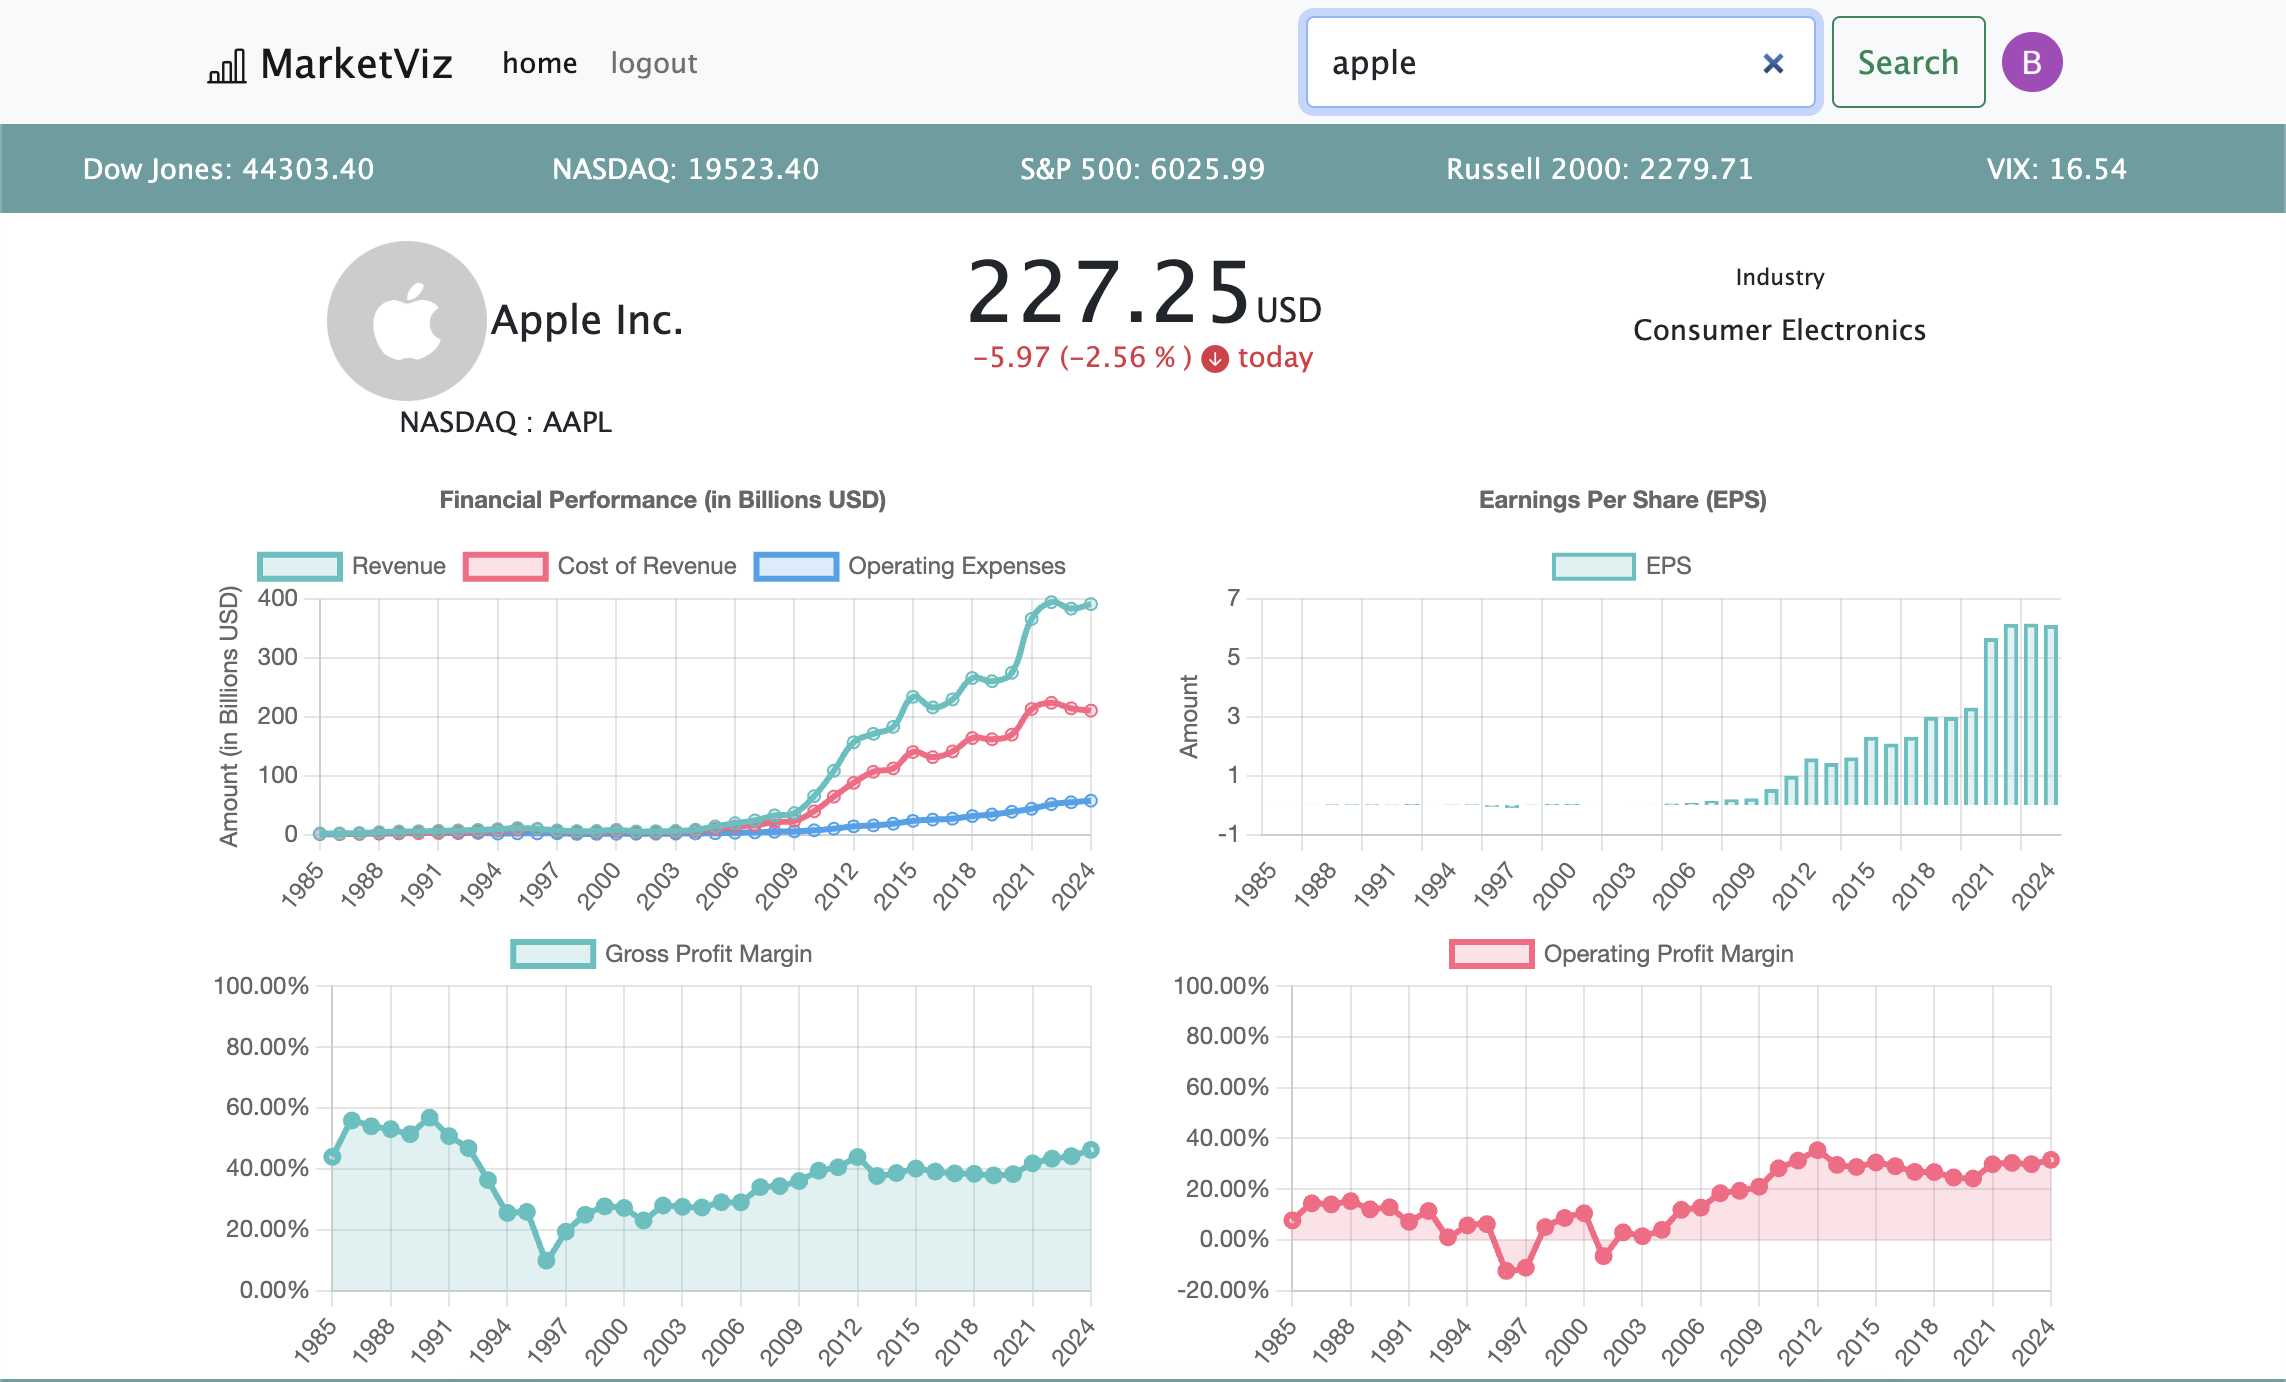 MarketViz home logout apple Search B
Dow Jones: 44303.40 NASDAQ: 19523.40 S&P 500: 6025.99 Russell 2000: 2279.71 VIX: 16.54
Apple Inc.
NASDAQ : AAPL
227.25 USD
-5.97 (-2.56 % ) today
Industry
Consumer Electronics
Financial Performance (in Billions USD)
Revenue Cost of Revenue Operating Expenses
Amount (in Billions USD)
400
300
200
100
0
1985 1988 1991 1994 1997 2000 2003 2006 2009 2012 2015 2018 2021 2024
Earnings Per Share (EPS)
EPS
Amount
7
5
3
1
-1
1985 1988 1991 1994 1997 2000 2003 2006 2009 2012 2015 2018 2021 2024
Gross Profit Margin
100.00%
80.00%
60.00%
40.00%
20.00%
0.00%
1985 1988 1991 1994 1997 2000 2003 2006 2009 2012 2015 2018 2021 2024
Operating Profit Margin
100.00%
80.00%
60.00%
40.00%
20.00%
0.00%
-20.00%
1985 1988 1991 1994 1997 2000 2003 2006 2009 2012 2015 2018 2021 2024